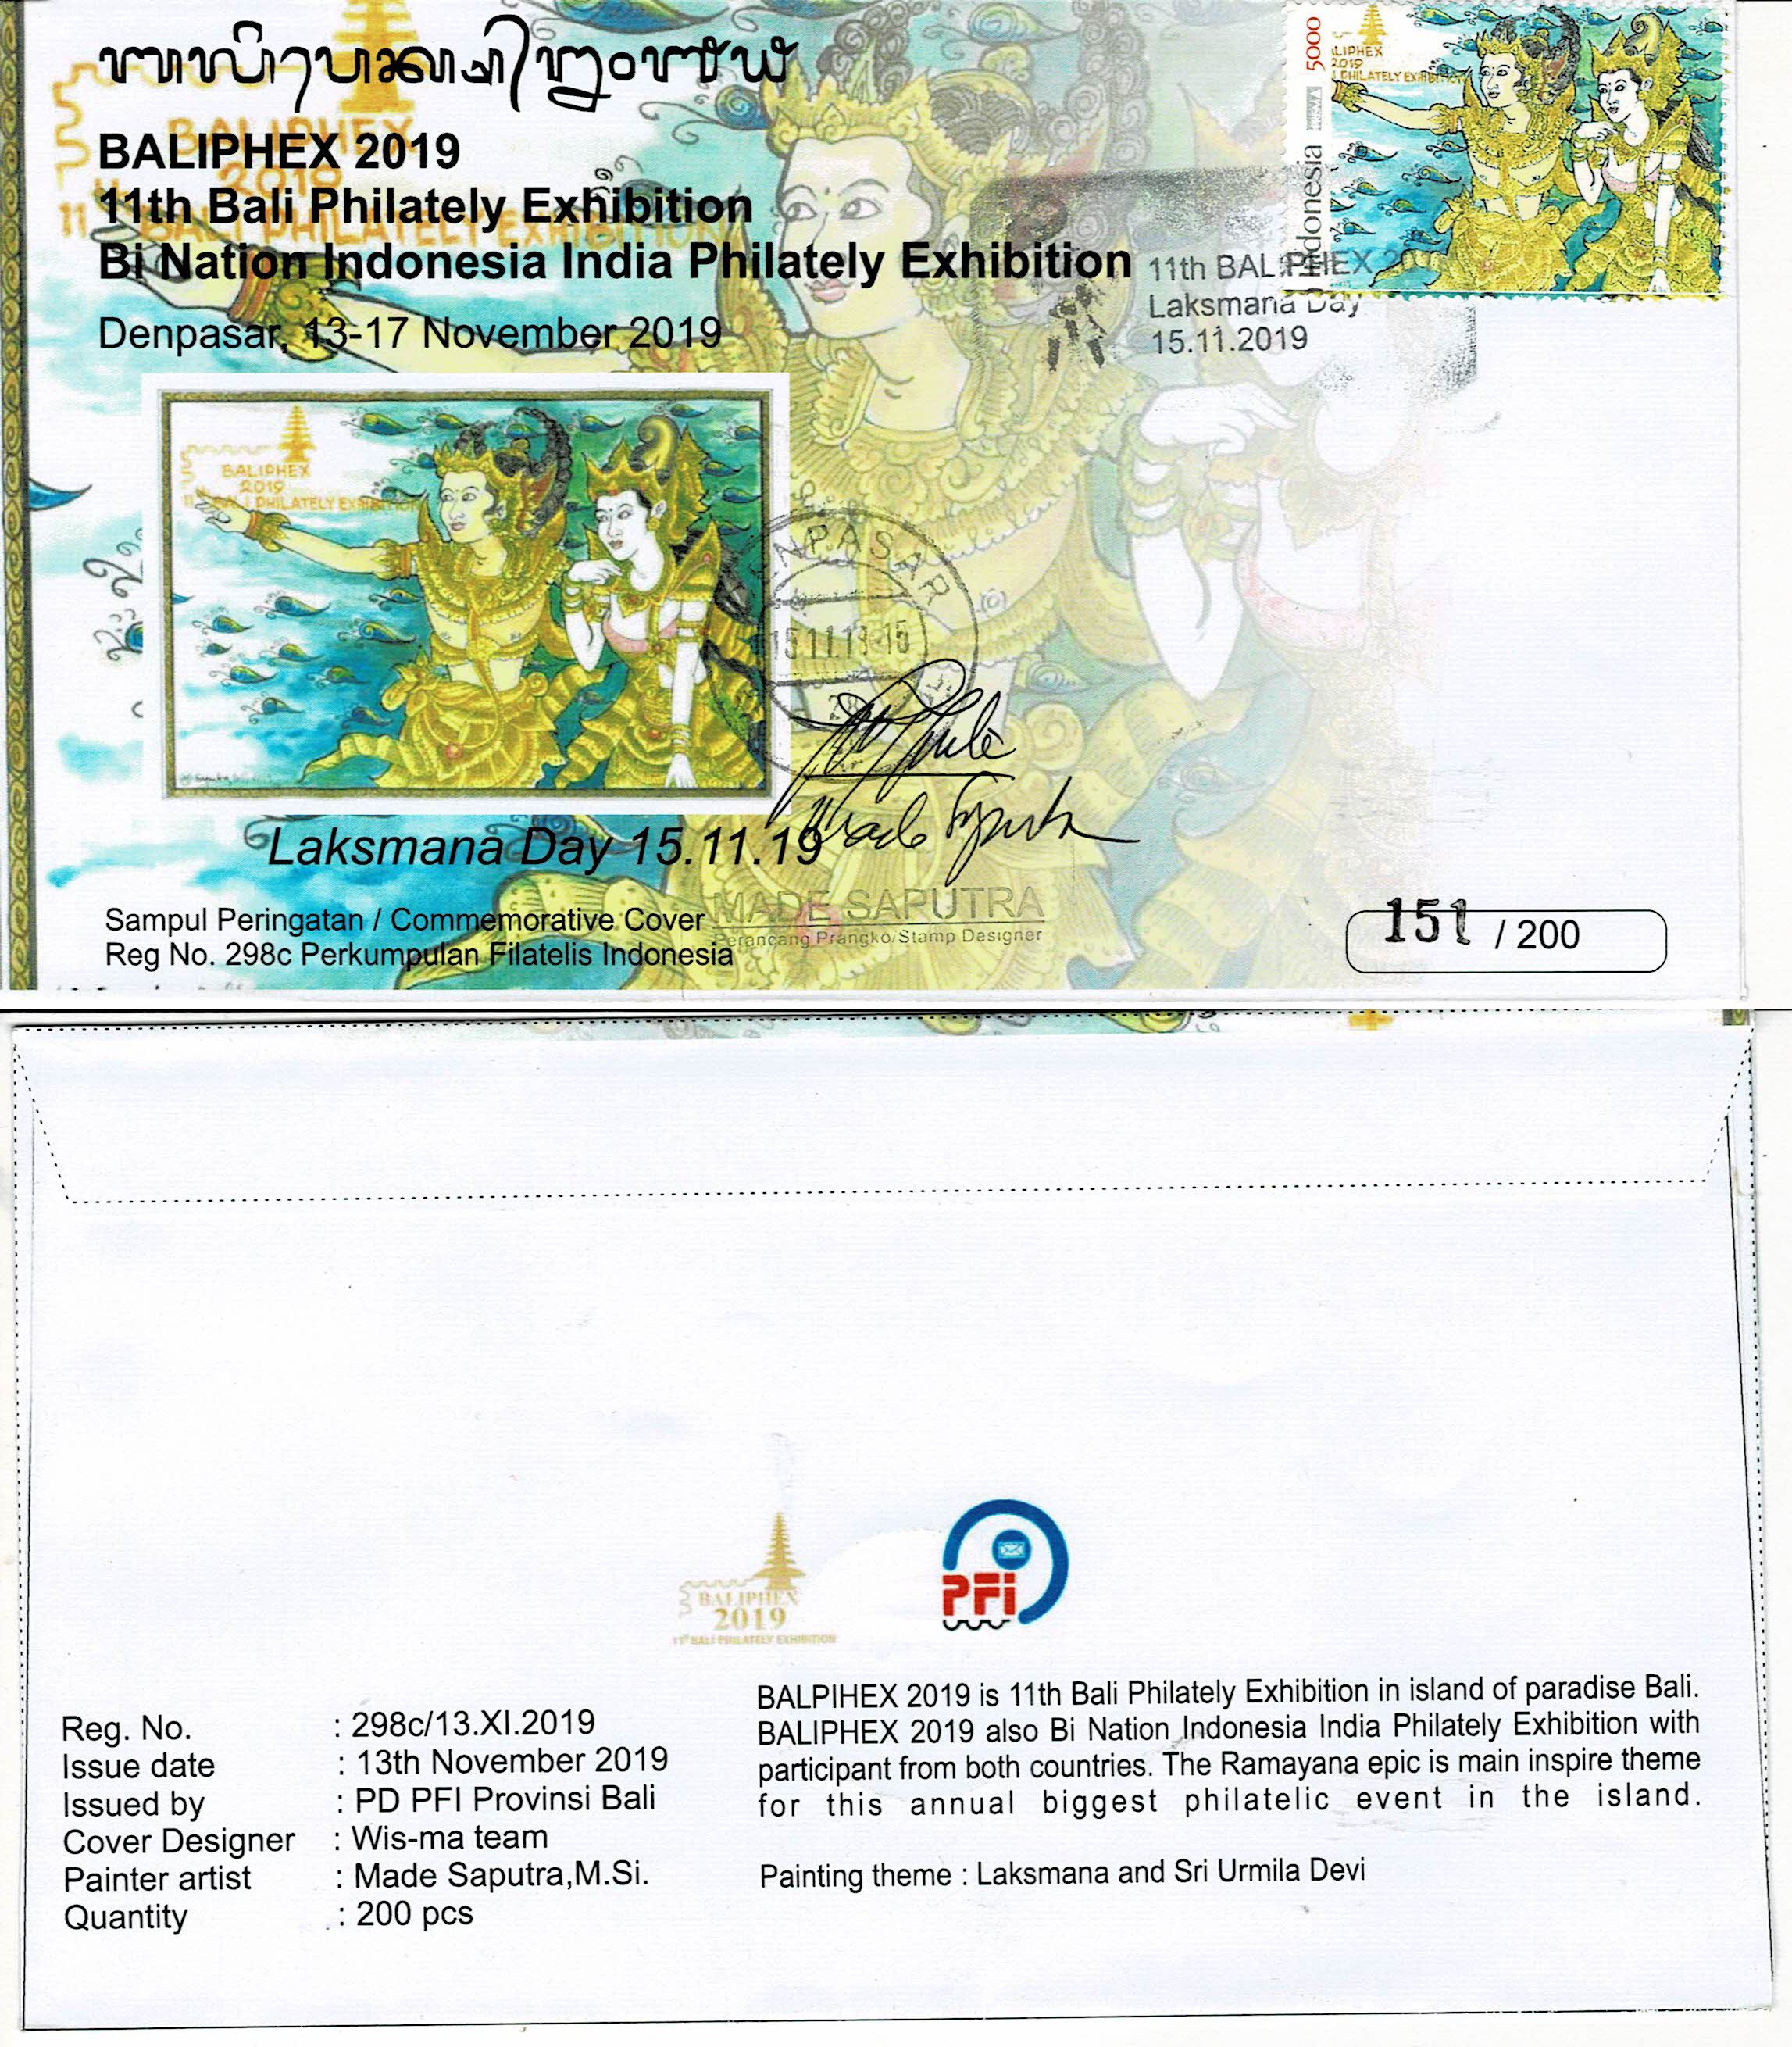 BALIPHEX 2019
11th Bali Philately Exhibition
Bi Nation Indonesia India Philately Exhibition
Denpasar, 13-17 November 2019
5000
Indonesia
BALIPHEX
2019
BALI PHILATELY EXHIBITION
11th BALIPHEX
Laksmana Day
15.11.2019
BALIPHEX
2019
11th BALI PHILATELY EXHIBITION
DENPASAR
Made Saputra
Laksmana Day 15.11.19
MADE SAPUTRA
Perancang Prangko/Stamp Designer
Sampul Peringatan / Commemorative Cover
Reg No. 298c Perkumpulan Filatelis Indonesia
151 / 200
BALIPHEX
2019
11th BALI PHILATELY EXHIBITION
PFI
Reg. No. : 298c/13.XI.2019
Issue date : 13th November 2019
Issued by : PD PFI Provinsi Bali
Cover Designer : Wis-ma team
Painter artist : Made Saputra,M.Si.
Quantity : 200 pcs
BALPIHEX 2019 is 11th Bali Philately Exhibition in island of paradise Bali.
BALIPHEX 2019 also Bi Nation Indonesia India Philately Exhibition with
participant from both countries. The Ramayana epic is main inspire theme
for this annual biggest philatelic event in the island.
Painting theme : Laksmana and Sri Urmila Devi